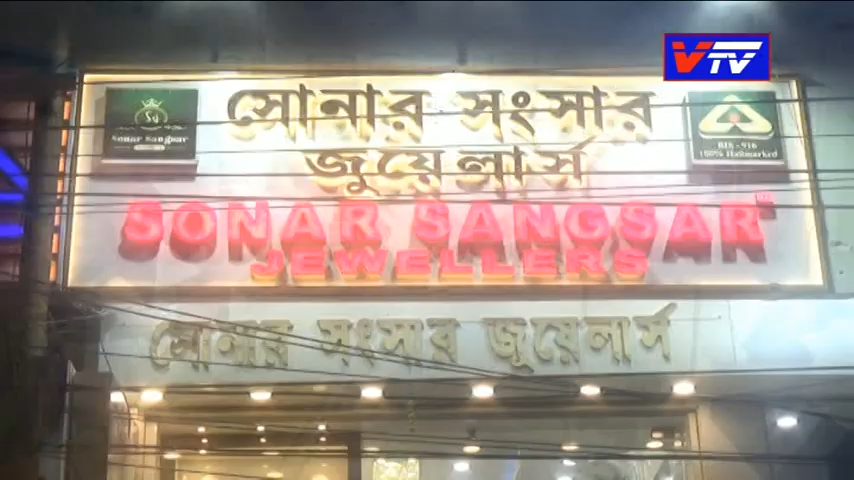 VTV
সোনার সংসার
জুয়েলার্স
SONAR SANGSAR
JEWELLERS
Sonar Sangsar
BIS - 916
100% Hallmarked
সোনার সংসার জুয়েলার্স